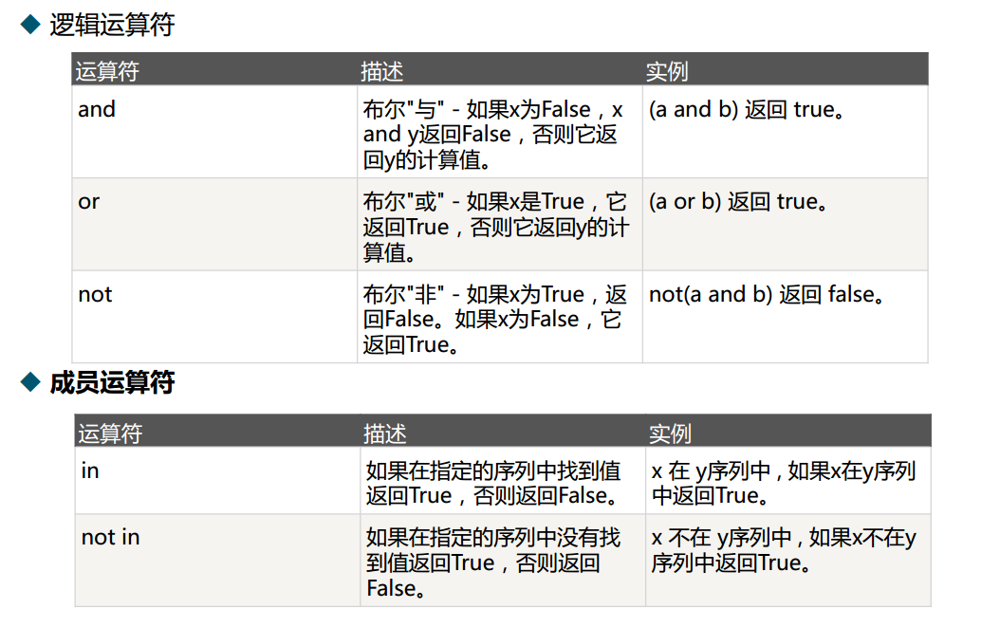 逻辑运算符
运算符 描述 实例
and 布尔"与" - 如果x为False，x (a and b) 返回 true。
and y返回False，否则它返
回y的计算值。
or 布尔"或" - 如果x是True，它 (a or b) 返回 true。
返回True，否则它返回y的计
算值。
not 布尔"非" - 如果x为True，返 not(a and b) 返回 false。
回False。如果x为False，它
返回True。
成员运算符
运算符 描述 实例
in 如果在指定的序列中找到值 x 在 y序列中 , 如果x在y序列
返回True，否则返回False。 中返回True。
not in 如果在指定的序列中没有找 x 不在 y序列中 , 如果x不在y
到值返回True，否则返回 序列中返回True。
False。